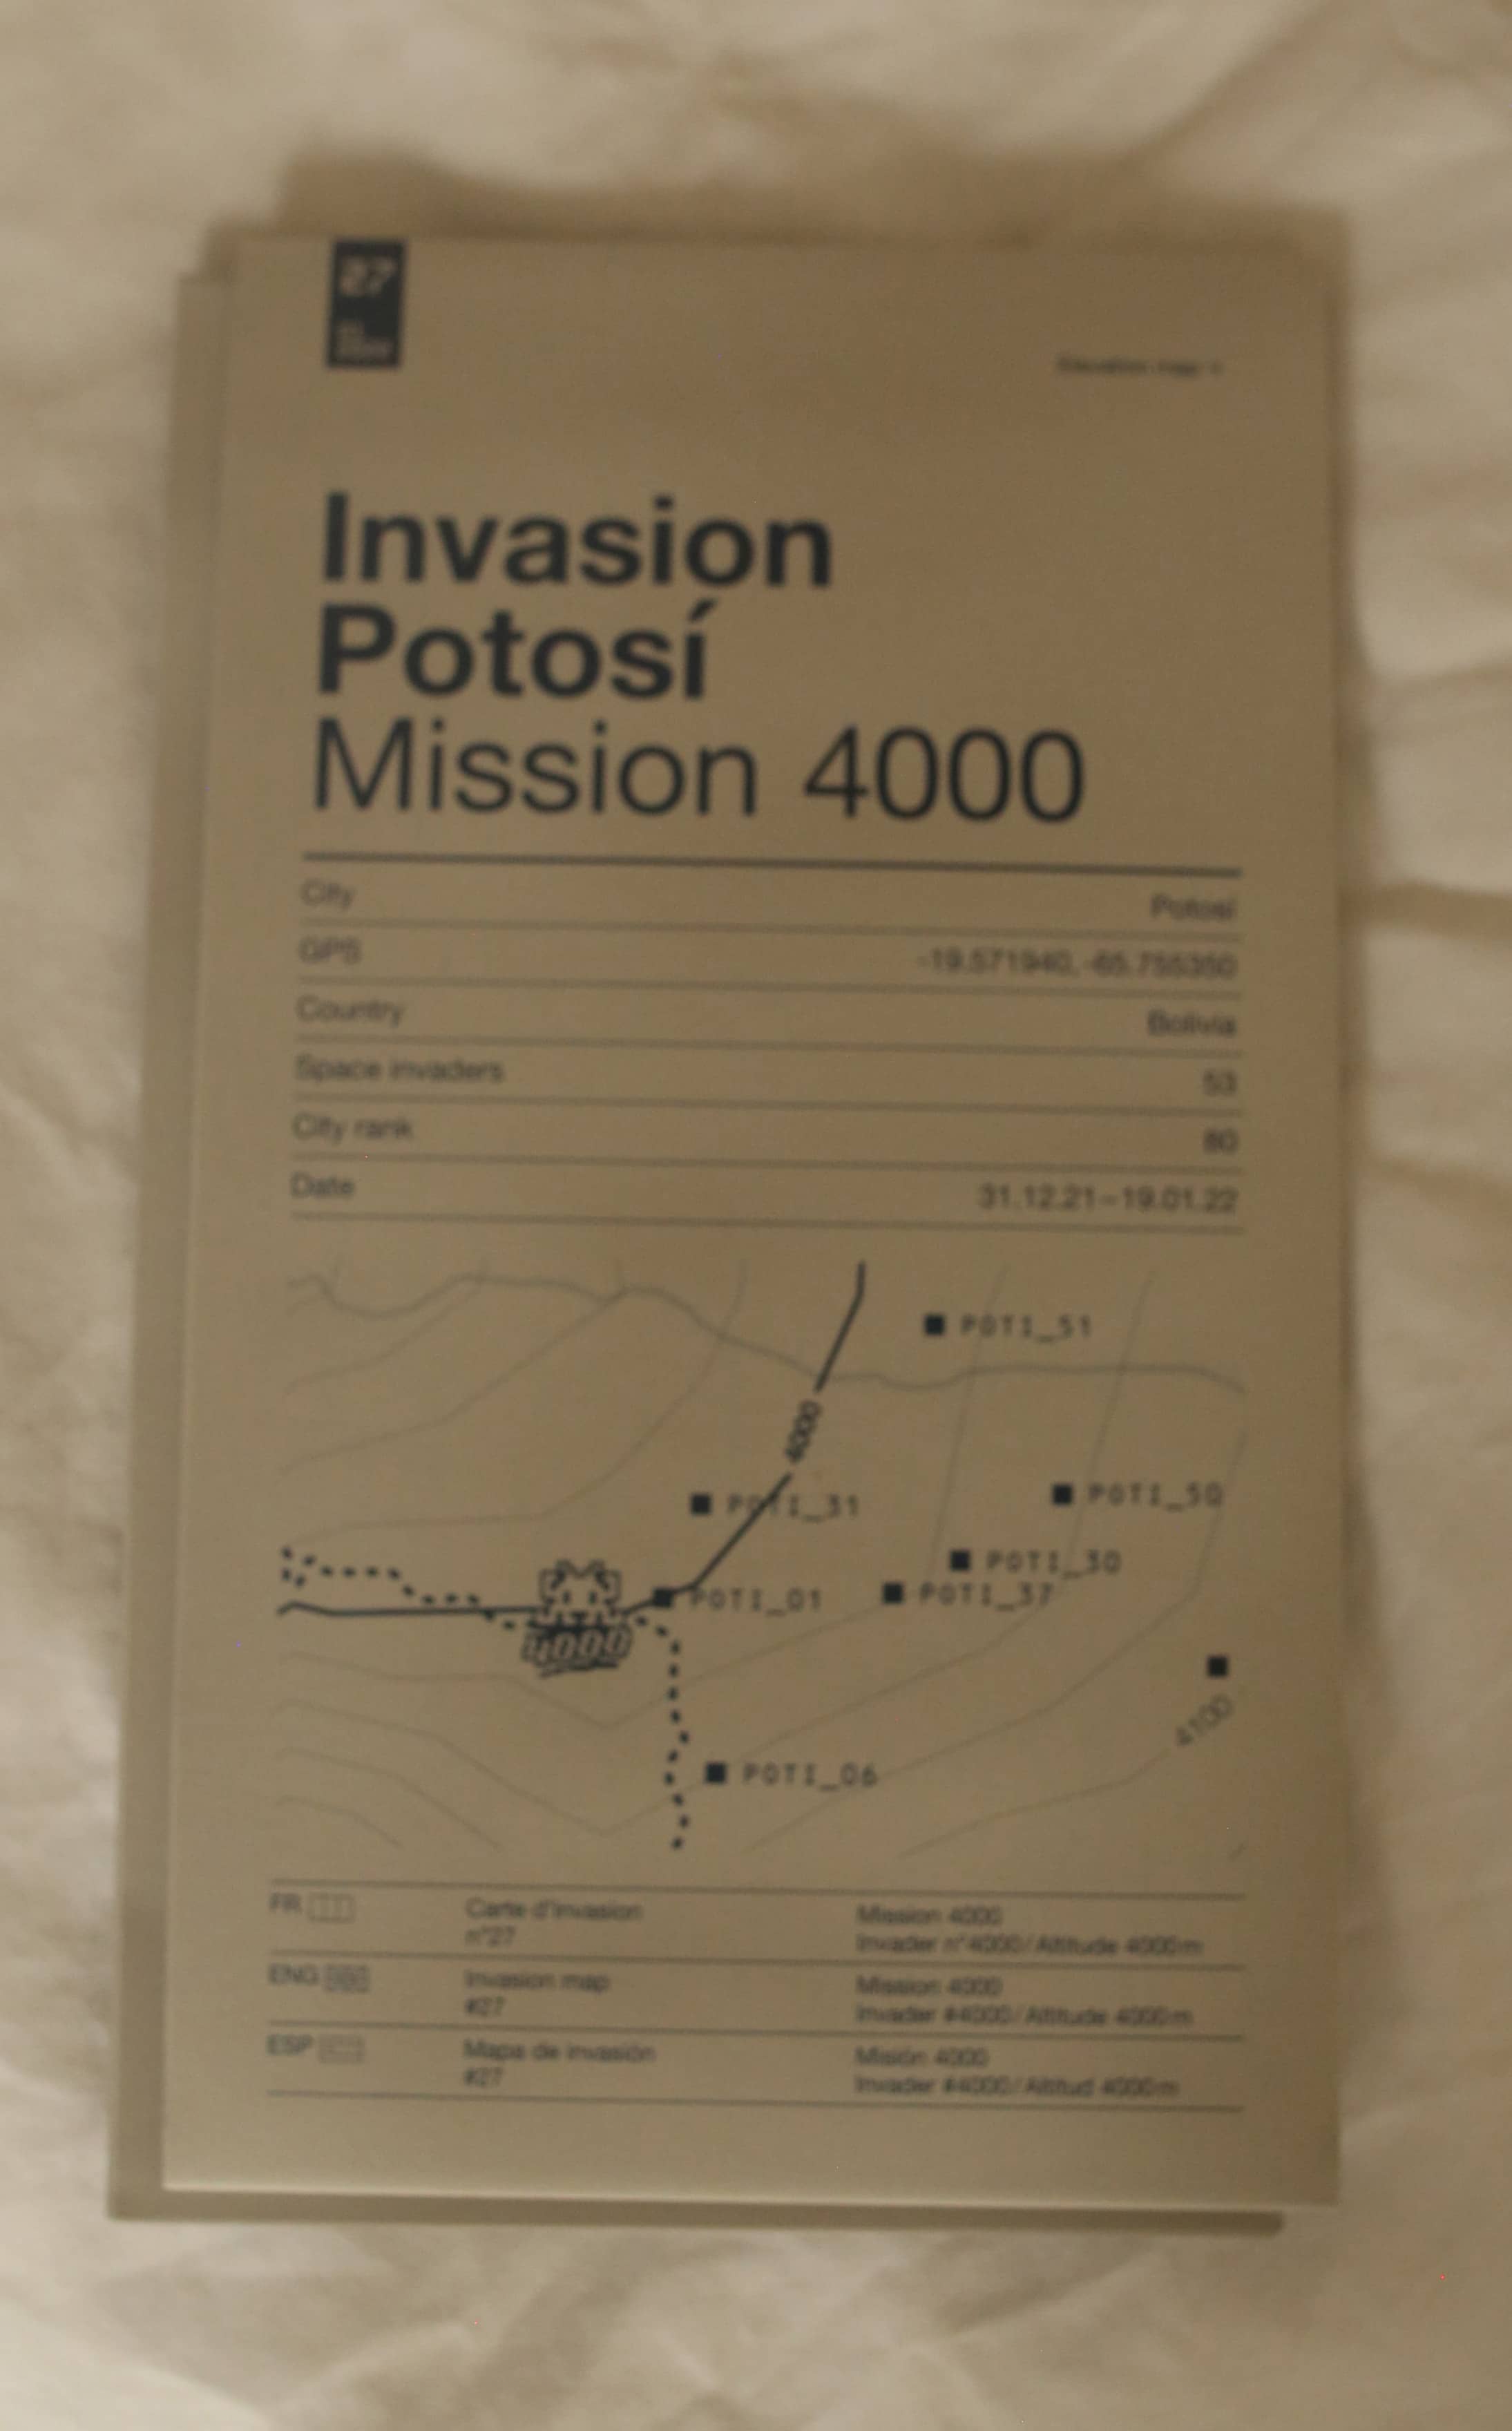 27
Invasion
Potosí
Mission 4000
City Potosí
GPS -19.571940, -65.755350
Country Bolivia
Space invaders 53
City rank 80
Date 31.12.21–19.01.22
POTI_51
4000
POTI_31
POTI_50
POTI_30
POTI_01
POTI_37
4000
4100
POTI_06
FR Carte d'invasion Mission 4000
n°27 Invader n°4000/Altitude 4000m
ENG Invasion map Mission 4000
#27 Invader #4000/Altitude 4000m
ESP Mapa de invasión Misión 4000
#27 Invader #4000/Altitud 4000m